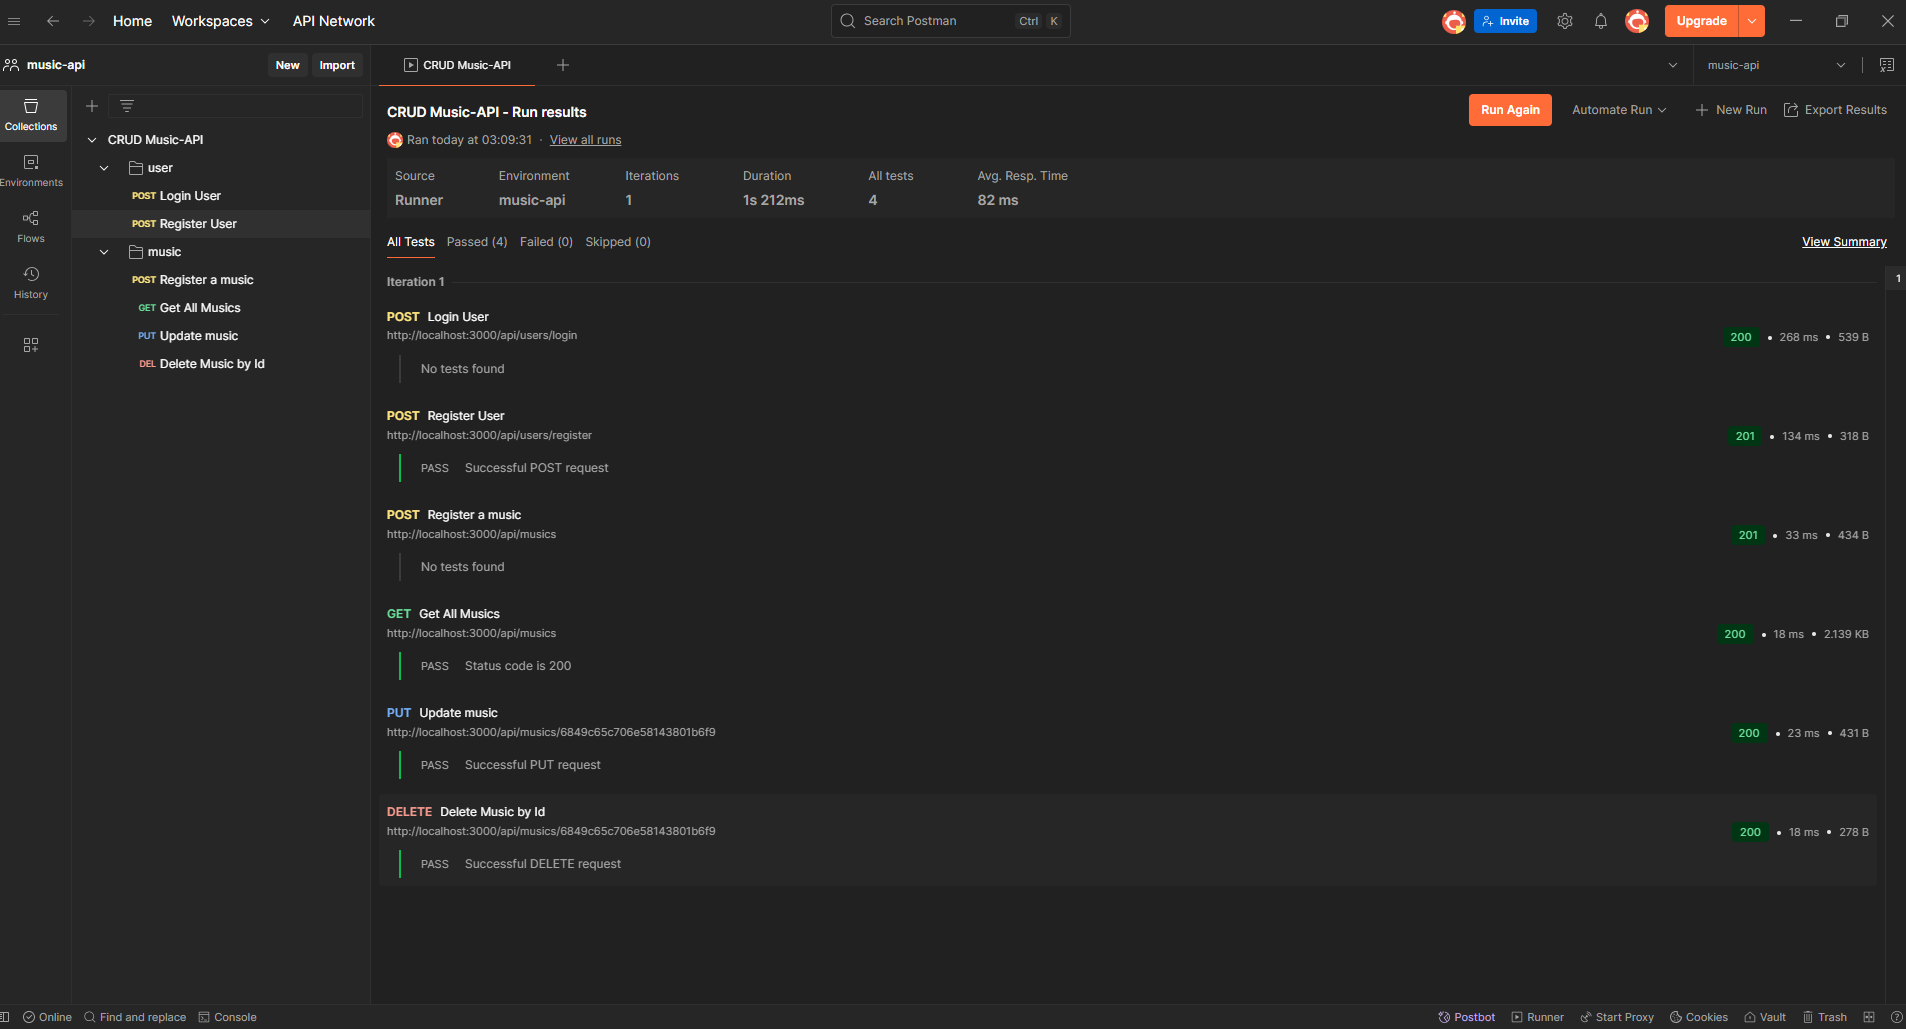 Home Workspaces API Network Search Postman Ctrl K Invite Upgrade
music-api New Import CRUD Music-API music-api
Collections
Environments
Flows
History
CRUD Music-API
user
POST Login User
POST Register User
music
POST Register a music
GET Get All Musics
PUT Update music
DEL Delete Music by Id
CRUD Music-API - Run results
Run Again Automate Run New Run Export Results
Ran today at 03:09:31 · View all runs
Source Environment Iterations Duration All tests Avg. Resp. Time
Runner music-api 1 1s 212ms 4 82 ms
All Tests Passed (4) Failed (0) Skipped (0) View Summary
Iteration 1
1
POST Login User
http://localhost:3000/api/users/login
200 • 268 ms • 539 B
No tests found
POST Register User
http://localhost:3000/api/users/register
201 • 134 ms • 318 B
PASS Successful POST request
POST Register a music
http://localhost:3000/api/musics
201 • 33 ms • 434 B
No tests found
GET Get All Musics
http://localhost:3000/api/musics
200 • 18 ms • 2.139 KB
PASS Status code is 200
PUT Update music
http://localhost:3000/api/musics/6849c65c706e58143801b6f9
200 • 23 ms • 431 B
PASS Successful PUT request
DELETE Delete Music by Id
http://localhost:3000/api/musics/6849c65c706e58143801b6f9
200 • 18 ms • 278 B
PASS Successful DELETE request
Online Find and replace Console Postbot Runner Start Proxy Cookies Vault Trash